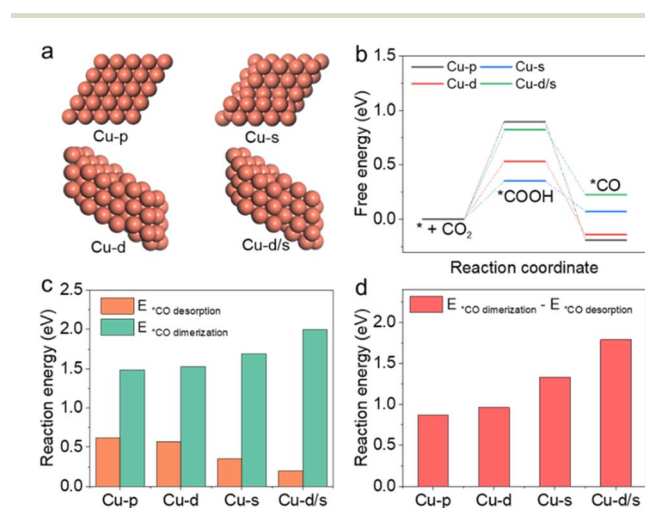 a
Cu-p
Cu-s
Cu-d
Cu-d/s
b
Free energy (eV)
1.5
1.0
0.5
0.0
Cu-p
Cu-s
Cu-d
Cu-d/s
* + CO2
*COOH
*CO
Reaction coordinate
c
Reaction energy (eV)
2.5
2.0
1.5
1.0
0.5
0.0
E *CO desorption
E *CO dimerization
Cu-p
Cu-d
Cu-s
Cu-d/s
d
Reaction energy (eV)
2.0
1.5
1.0
0.5
0.0
E *CO dimerization - E *CO desorption
Cu-p
Cu-d
Cu-s
Cu-d/s